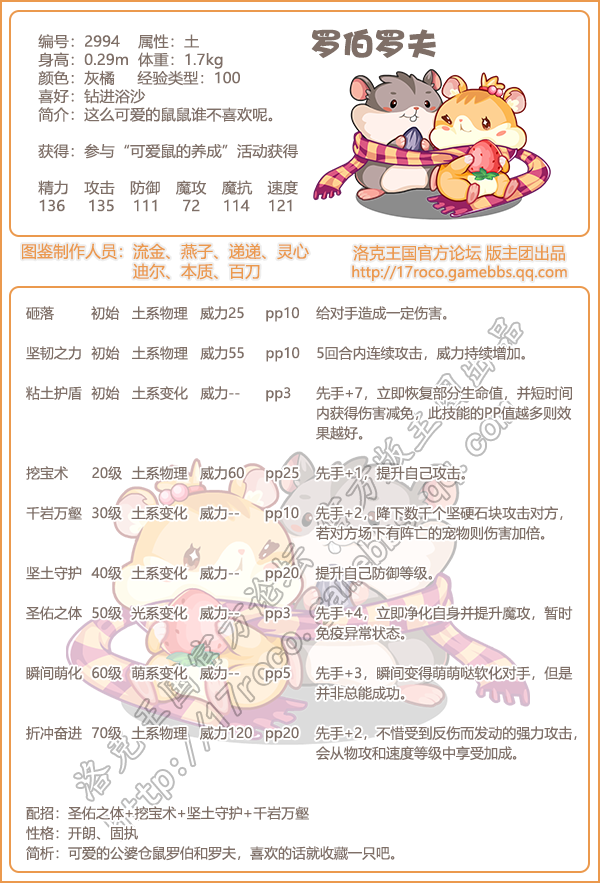 罗伯罗夫
编号：2994 属性：土
身高：0.29m 体重：1.7kg
颜色：灰橘 经验类型：100
喜好：钻进浴沙
简介：这么可爱的鼠鼠谁不喜欢呢。
获得：参与“可爱鼠的养成”活动获得
精力 攻击 防御 魔攻 魔抗 速度
136 135 111 72 114 121
图鉴制作人员：流金、燕子、递递、灵心
迪尔、本质、百刀
洛克王国官方论坛 版主团出品
http://17roco.gamebbs.qq.com
砸落 初始 土系物理 威力25 pp10 给对手造成一定伤害。
坚韧之力 初始 土系物理 威力55 pp10 5回合内连续攻击，威力持续增加。
粘土护盾 初始 土系变化 威力-- pp3 先手+7，立即恢复部分生命值，并短时间
内获得伤害减免，此技能的PP值越多则效
果越好。
挖宝术 20级 土系物理 威力60 pp25 先手+1，提升自己攻击。
千岩万壑 30级 土系变化 威力-- pp10 先手+2，降下数千个坚硬石块攻击对方，
若对方场下有阵亡的宠物则伤害加倍。
坚土守护 40级 土系变化 威力-- pp20 提升自己防御等级。
圣佑之体 50级 光系变化 威力-- pp3 先手+4，立即净化自身并提升魔攻，暂时
免疫异常状态。
瞬间萌化 60级 萌系变化 威力-- pp5 先手+3，瞬间变得萌萌哒软化对手，但是
并非总能成功。
折冲奋进 70级 土系物理 威力120 pp20 先手+2，不惜受到反伤而发动的强力攻击，
会从物攻和速度等级中享受加成。
洛克王国官方论坛 官方版主团出品
http://17roco.gamebbs.qq.com
配招：圣佑之体+挖宝术+坚土守护+千岩万壑
性格：开朗、固执
简析：可爱的公婆仓鼠罗伯和罗夫，喜欢的话就收藏一只吧。